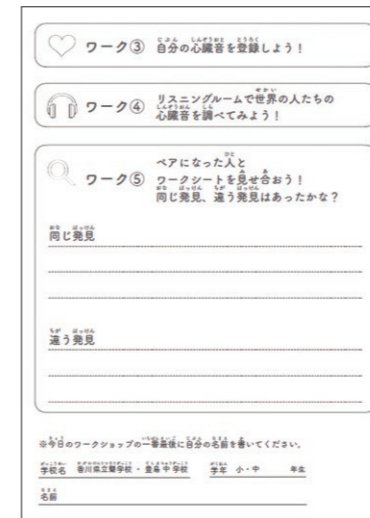 ワーク③ 自分の心臓音を登録しよう！
ワーク④ リスニングルームで世界の人たちの
心臓音を調べてみよう！
ワーク⑤ ペアになった人と
ワークシートを見せ合おう！
同じ発見、違う発見はあったかな？
同じ発見
違う発見
※今日のワークショップの一番最後に自分の名前を書いてください。
学校名 香川県立聾学校・豊島中学校 学年 小・中 年生
名前